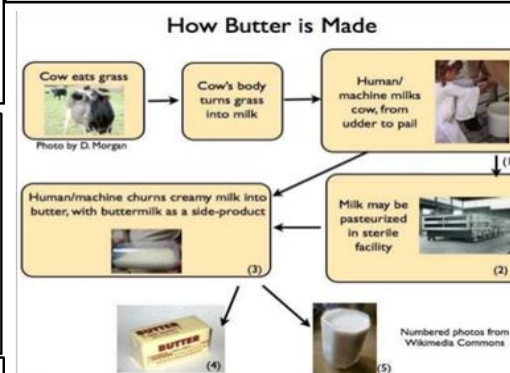 How Butter is Made
Cow eats grass
Photo by D. Morgan
Cow's body
turns grass
into milk
Human/
machine milks
cow, from
udder to pail
(1)
Human/machine churns creamy milk into
butter, with buttermilk as a side-product
(3)
Milk may be
pasteurized
in sterile
facility
(2)
BUTTER
BUTTER
(4)
(5)
Numbered photos from
Wikimedia Commons